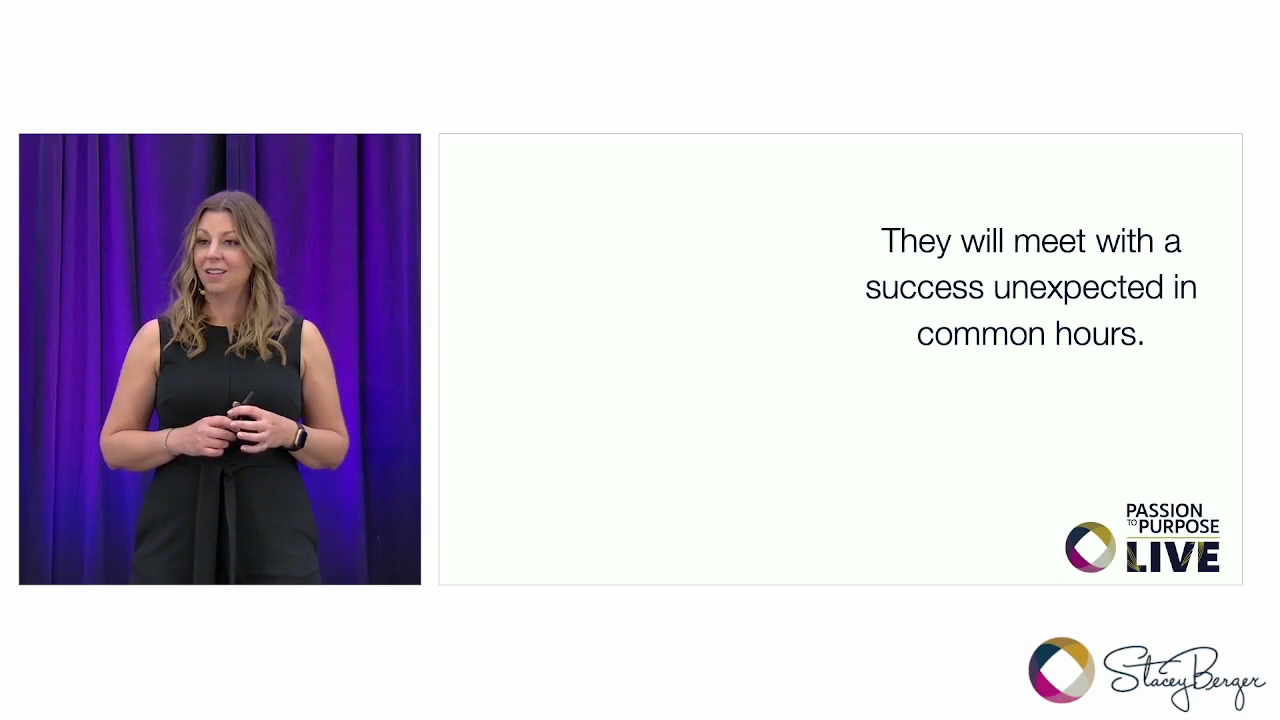 They will meet with a
success unexpected in
common hours.
PASSION
TO PURPOSE
LIVE
Stacey Berger